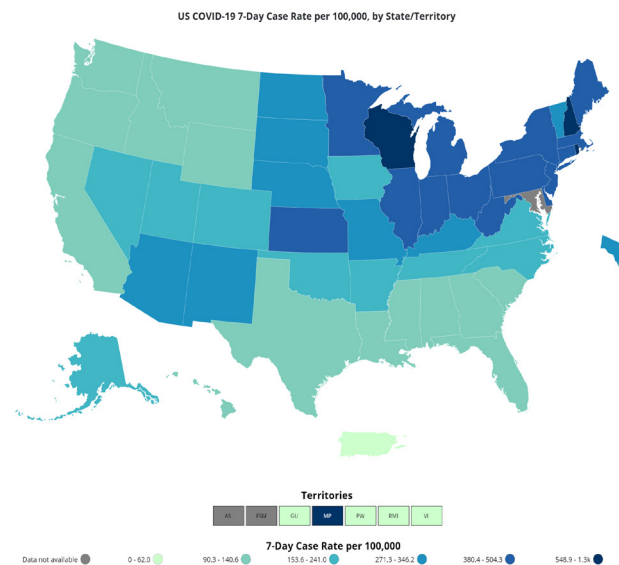 US COVID-19 7-Day Case Rate per 100,000, by State/Territory
Territories
AS FSM GU MP PW RMI VI
7-Day Case Rate per 100,000
Data not available 0 - 62.0 90.3 - 140.6 153.6 - 241.0 271.3 - 346.2 380.4 - 504.3 548.9 - 1.3k